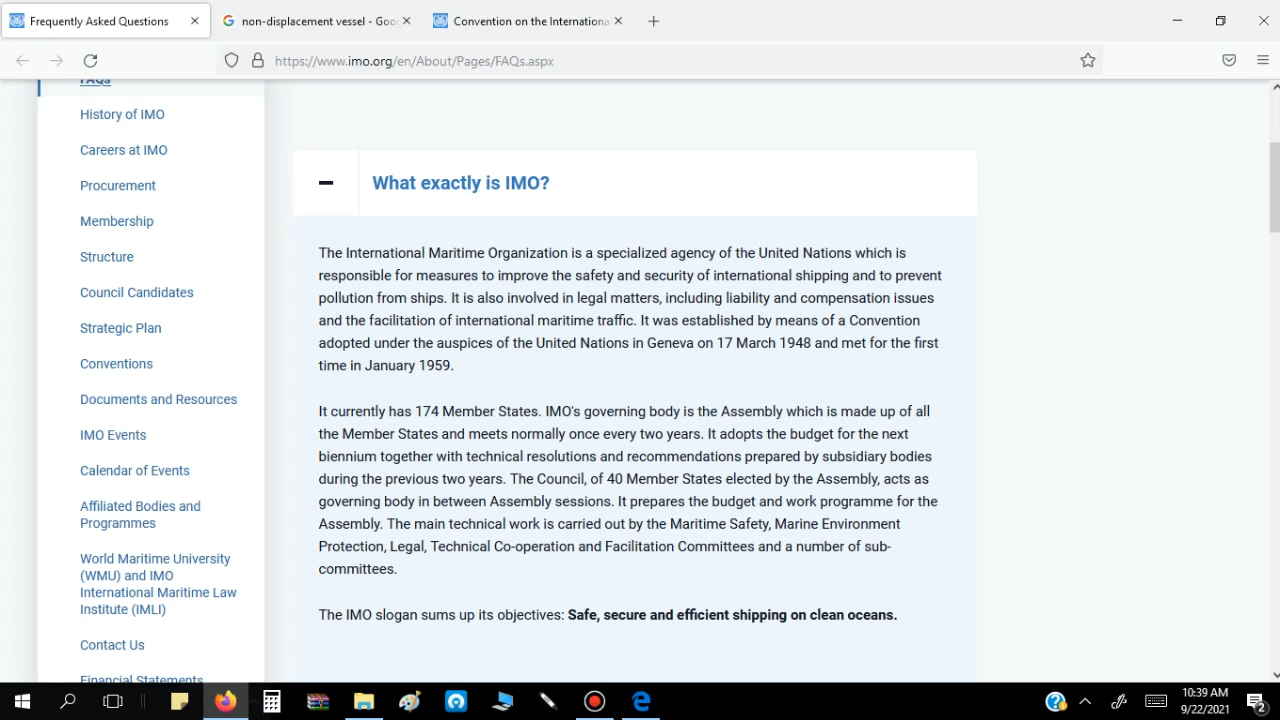 Frequently Asked Questions
non-displacement vessel - Goo
Convention on the Internationa
https://www.imo.org/en/About/Pages/FAQs.aspx
FAQs
History of IMO
Careers at IMO
Procurement
Membership
Structure
Council Candidates
Strategic Plan
Conventions
Documents and Resources
IMO Events
Calendar of Events
Affiliated Bodies and
Programmes
World Maritime University
(WMU) and IMO
International Maritime Law
Institute (IMLI)
Contact Us
Financial Statements
What exactly is IMO?
The International Maritime Organization is a specialized agency of the United Nations which is
responsible for measures to improve the safety and security of international shipping and to prevent
pollution from ships. It is also involved in legal matters, including liability and compensation issues
and the facilitation of international maritime traffic. It was established by means of a Convention
adopted under the auspices of the United Nations in Geneva on 17 March 1948 and met for the first
time in January 1959.
It currently has 174 Member States. IMO's governing body is the Assembly which is made up of all
the Member States and meets normally once every two years. It adopts the budget for the next
biennium together with technical resolutions and recommendations prepared by subsidiary bodies
during the previous two years. The Council, of 40 Member States elected by the Assembly, acts as
governing body in between Assembly sessions. It prepares the budget and work programme for the
Assembly. The main technical work is carried out by the Maritime Safety, Marine Environment
Protection, Legal, Technical Co-operation and Facilitation Committees and a number of sub-
committees.
The IMO slogan sums up its objectives: Safe, secure and efficient shipping on clean oceans.
10:39 AM
9/22/2021
2